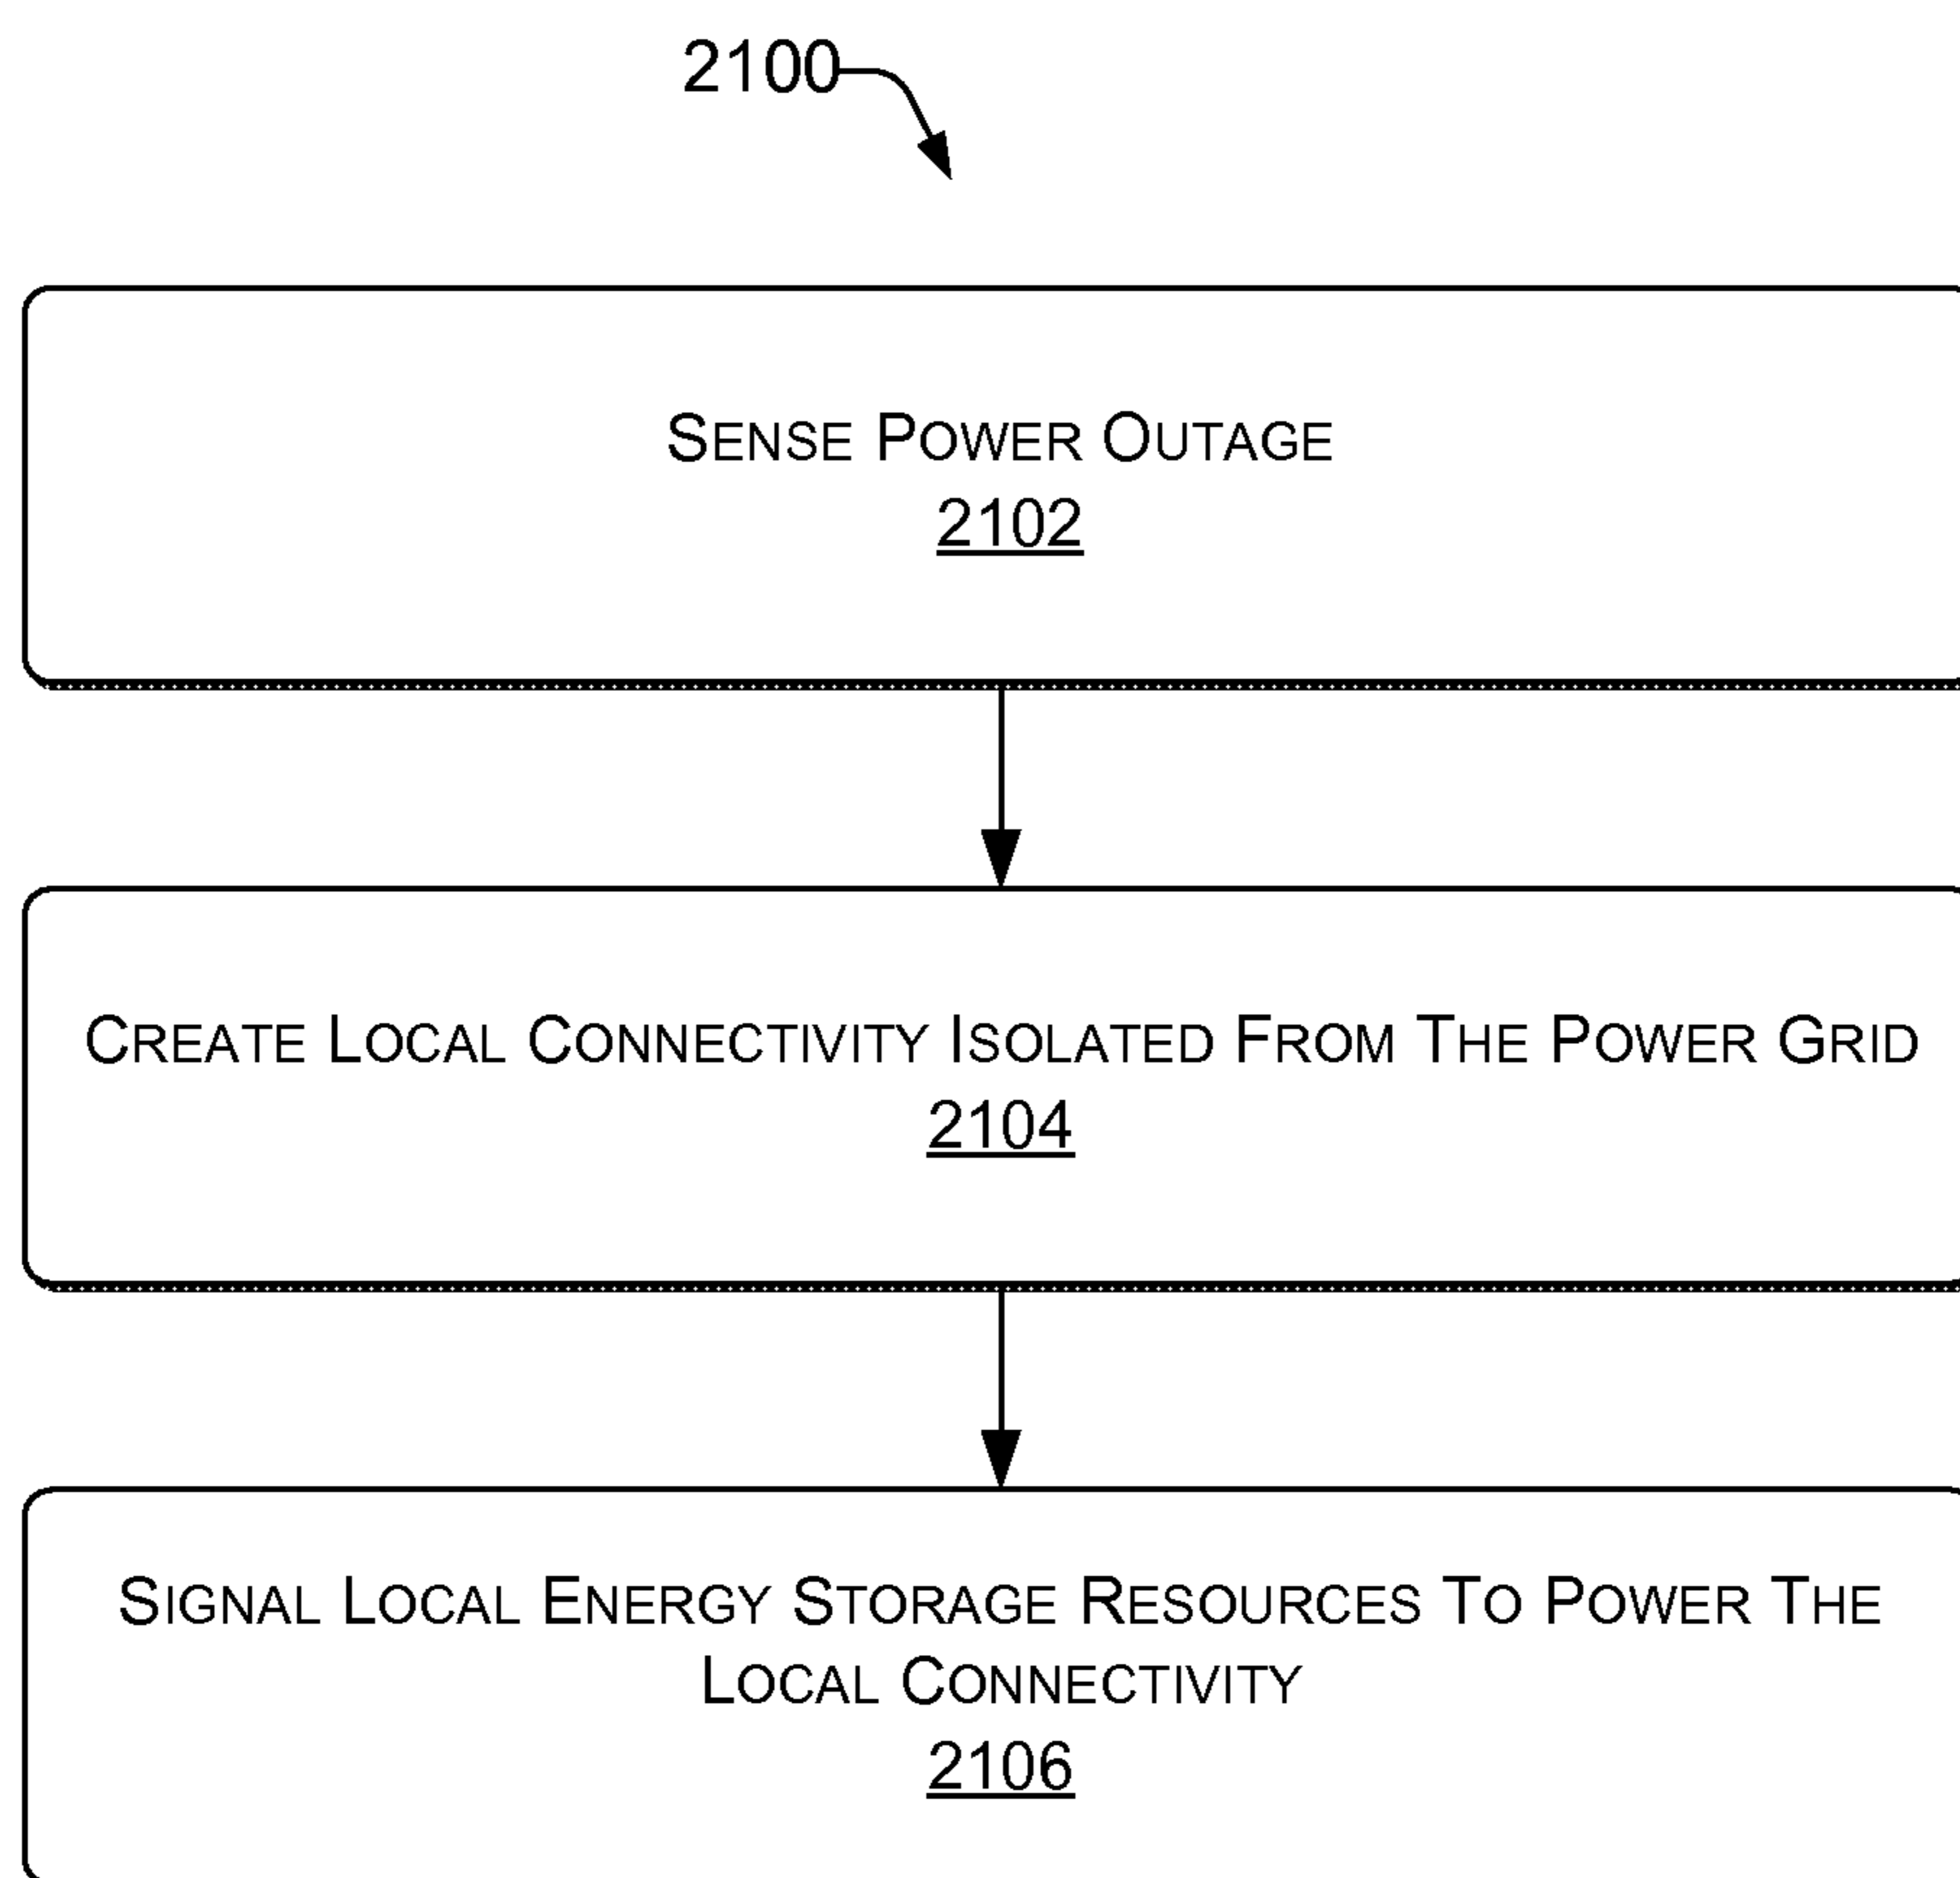 2100
SENSE POWER OUTAGE
2102
CREATE LOCAL CONNECTIVITY ISOLATED FROM THE POWER GRID
2104
SIGNAL LOCAL ENERGY STORAGE RESOURCES TO POWER THE
LOCAL CONNECTIVITY
2106